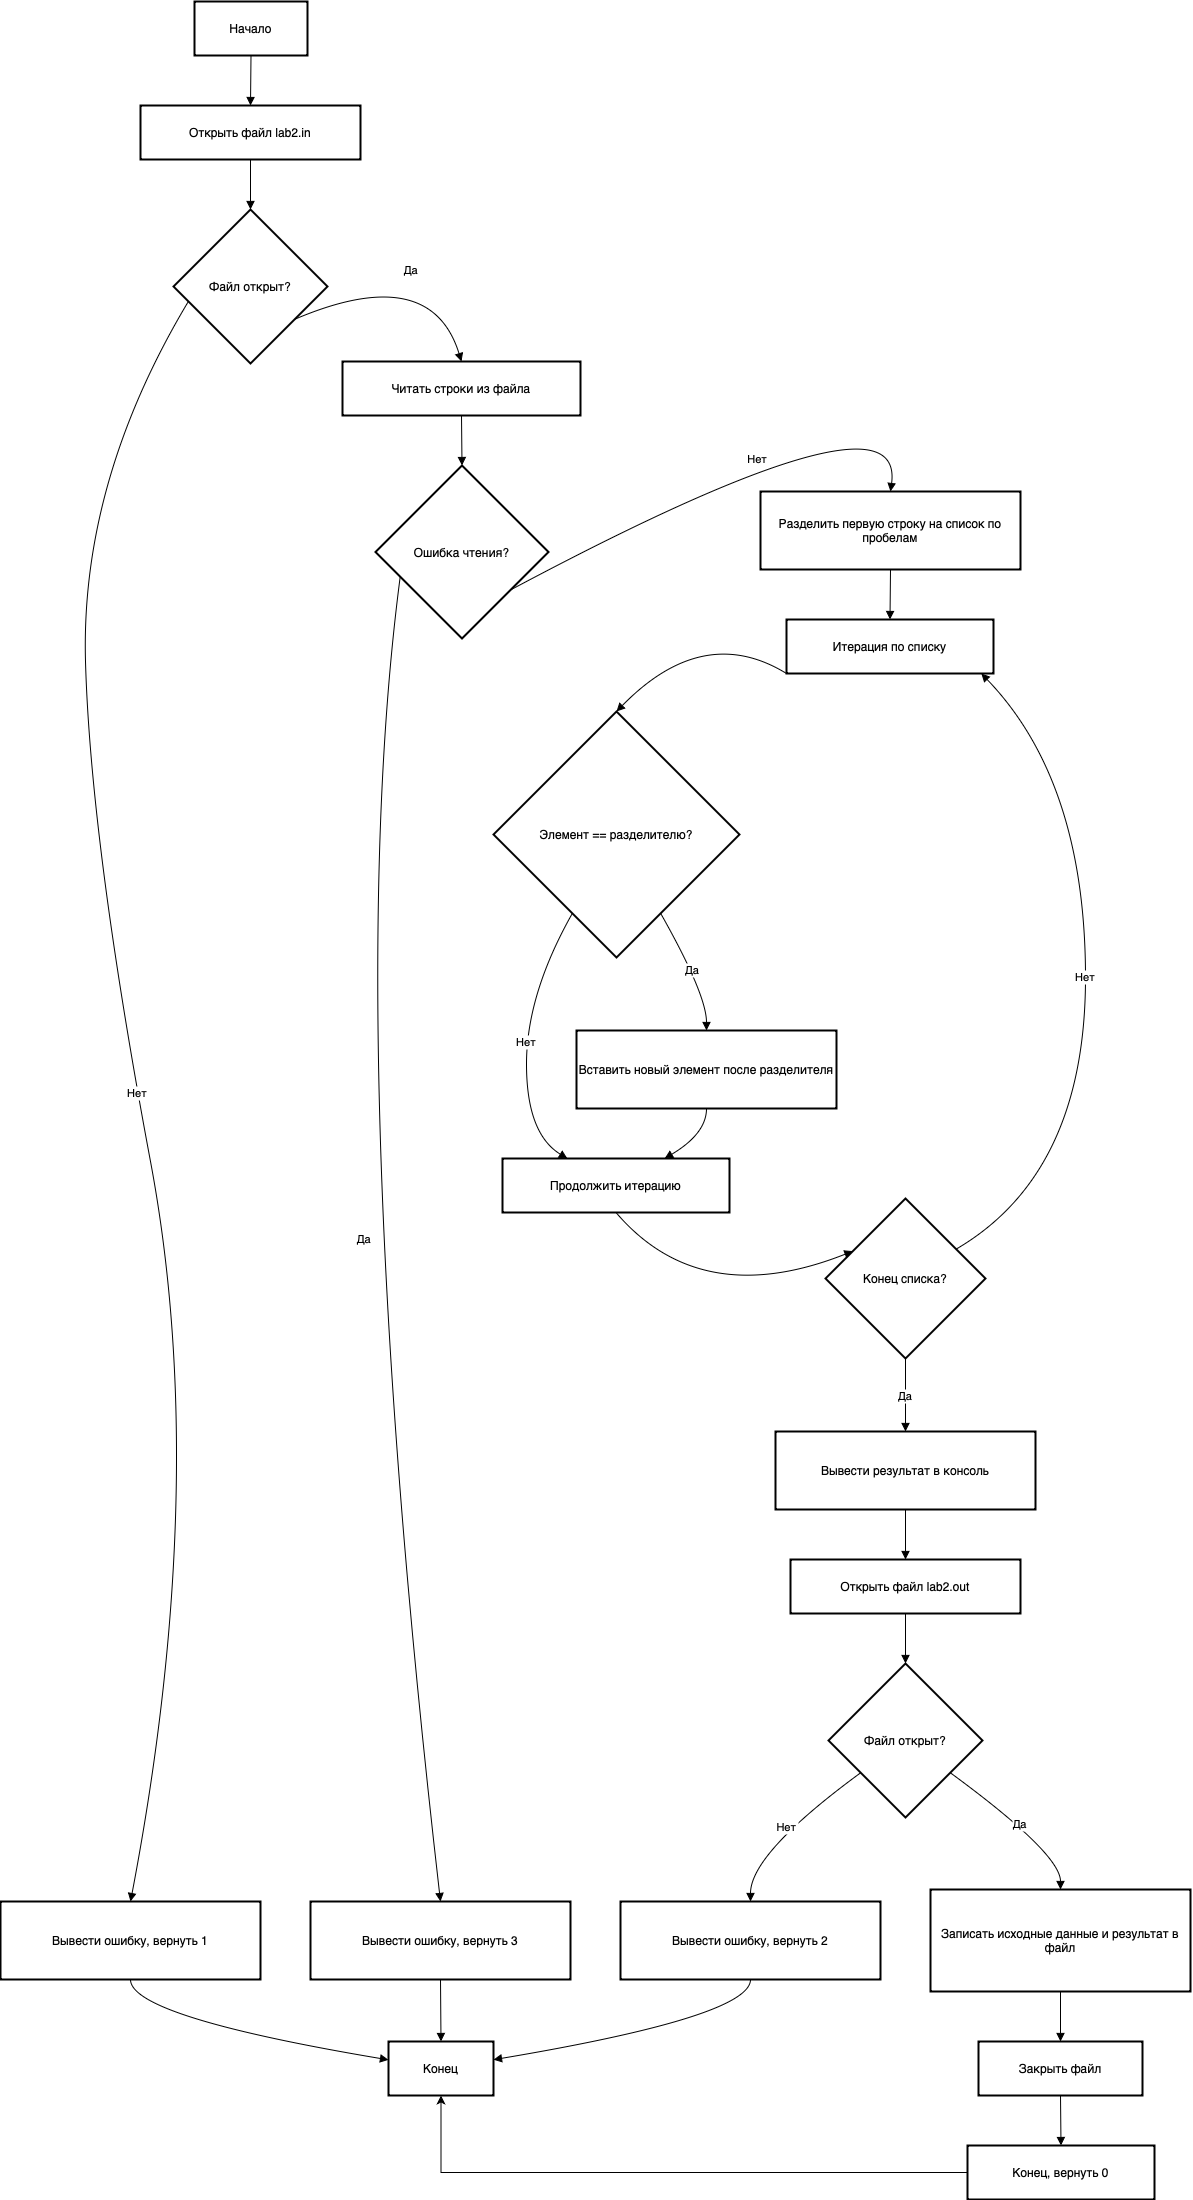 Начало
Открыть файл lab2.in
Файл открыт?
Да
Читать строки из файла
Нет
Ошибка чтения?
Разделить первую строку на список по
пробелам
Итерация по списку
Элемент == разделителю?
Да
Нет
Нет
Вставить новый элемент после разделителя
Нет
Продолжить итерацию
Да
Конец списка?
Да
Вывести результат в консоль
Открыть файл lab2.out
Файл открыт?
Нет
Да
Вывести ошибку, вернуть 1
Вывести ошибку, вернуть 3
Вывести ошибку, вернуть 2
Записать исходные данные и результат в
файл
Конец
Закрыть файл
Конец, вернуть 0